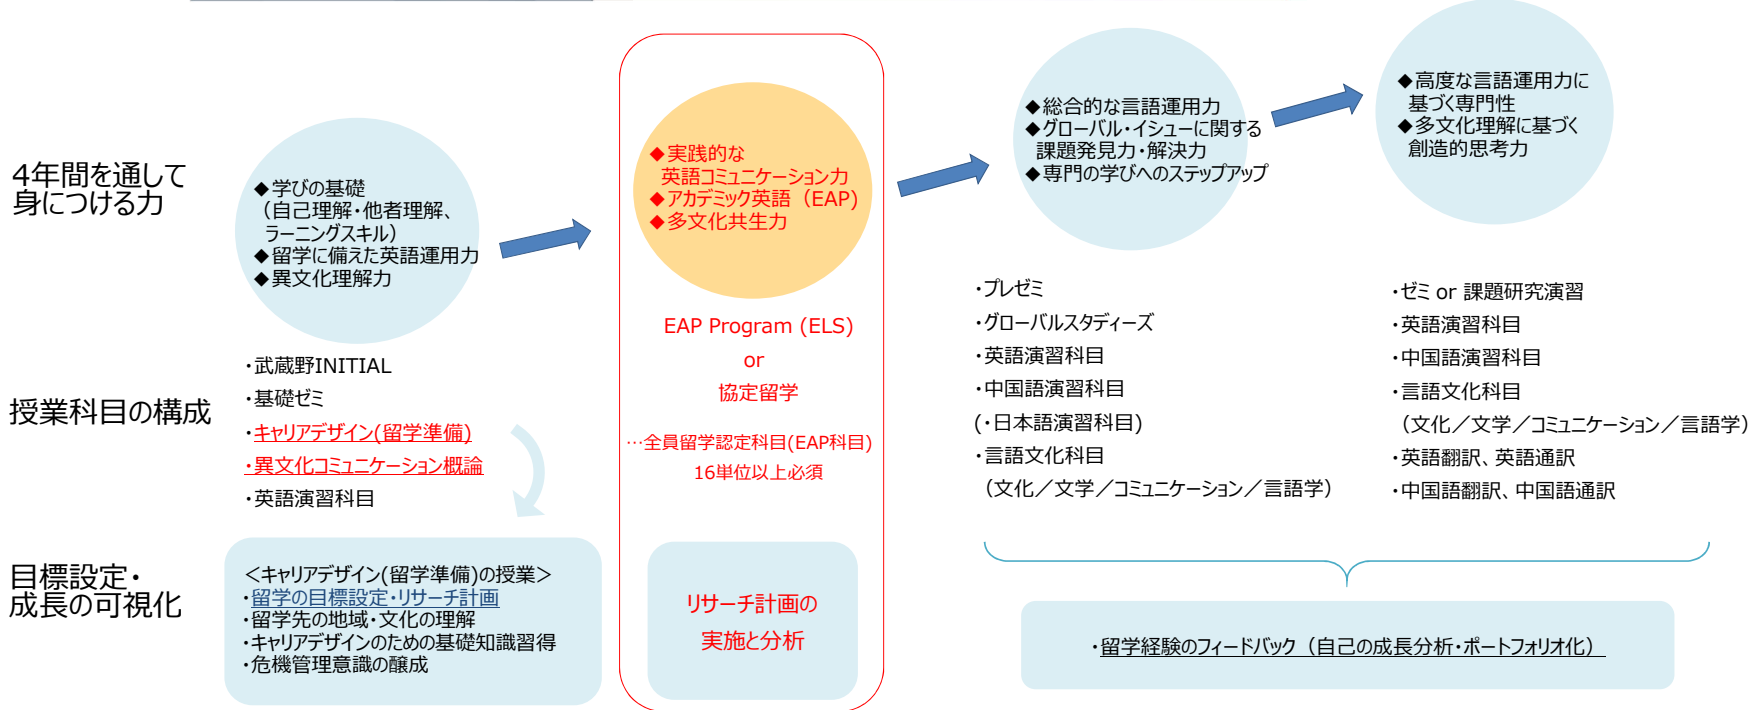 4年間を通して
身につける力
◆学びの基礎
（自己理解・他者理解、
ラーニングスキル）
◆留学に備えた英語運用力
◆異文化理解力
◆実践的な
英語コミュニケーション力
◆アカデミック英語（EAP）
◆多文化共生力
◆総合的な言語運用力
◆グローバル・イシューに関する
課題発見力・解決力
◆専門の学びへのステップアップ
◆高度な言語運用力に
基づく専門性
◆多文化理解に基づく
創造的思考力
授業科目の構成
・武蔵野INITIAL
・基礎ゼミ
・キャリアデザイン(留学準備)
・異文化コミュニケーション概論
・英語演習科目
EAP Program (ELS)
or
協定留学
…全員留学認定科目(EAP科目)
16単位以上必須
・プレゼミ
・グローバルスタディーズ
・英語演習科目
・中国語演習科目
(・日本語演習科目)
・言語文化科目
（文化／文学／コミュニケーション／言語学）
・ゼミ or 課題研究演習
・英語演習科目
・中国語演習科目
・言語文化科目
（文化／文学／コミュニケーション／言語学）
・英語翻訳、英語通訳
・中国語翻訳、中国語通訳
目標設定・
成長の可視化
＜キャリアデザイン(留学準備)の授業＞
・留学の目標設定・リサーチ計画
・留学先の地域・文化の理解
・キャリアデザインのための基礎知識習得
・危機管理意識の醸成
リサーチ計画の
実施と分析
・留学経験のフィードバック（自己の成長分析・ポートフォリオ化）